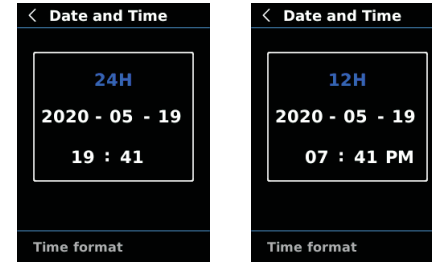 < Date and Time
24H
2020 - 05 - 19
19 : 41
Time format
< Date and Time
12H
2020 - 05 - 19
07 : 41 PM
Time format